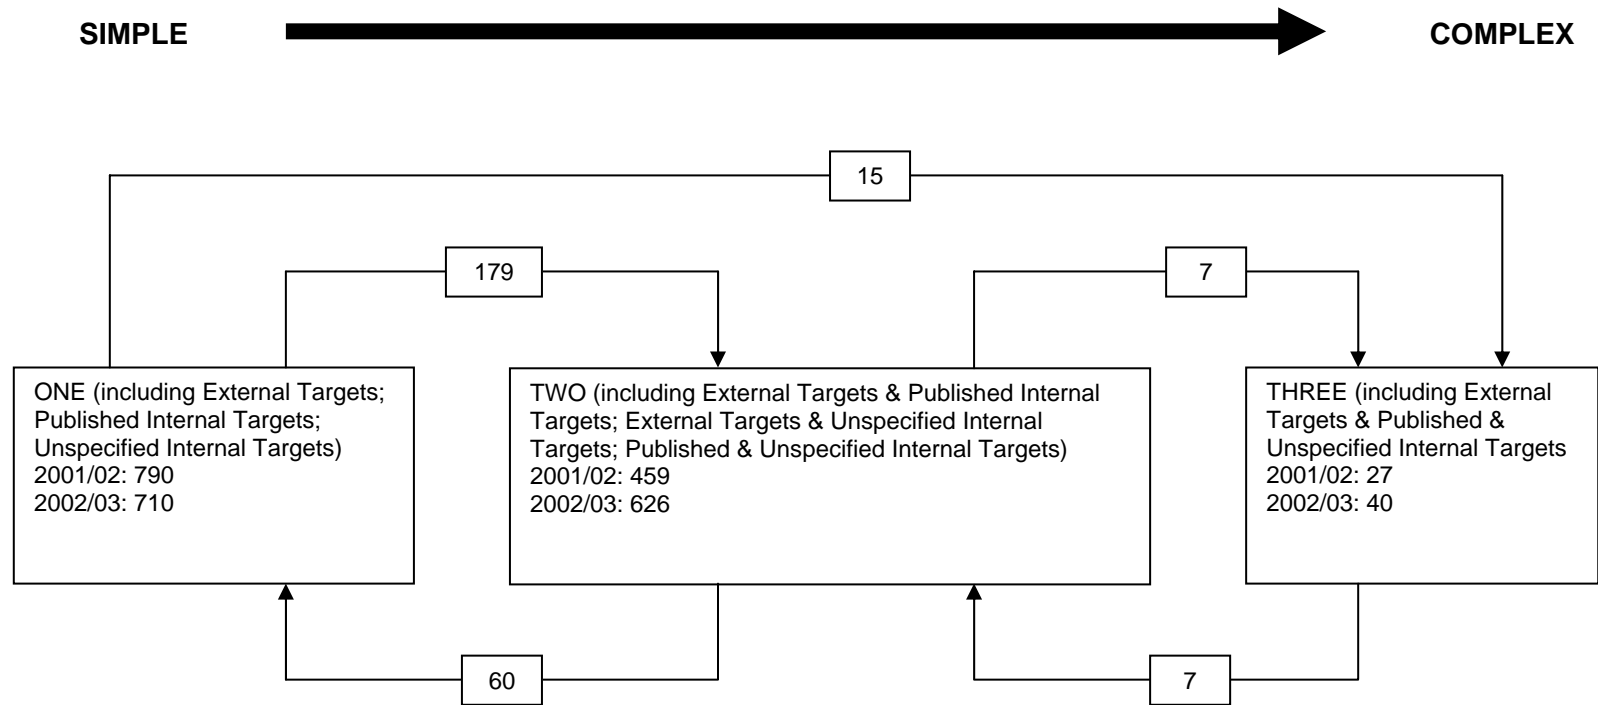 SIMPLE
COMPLEX
15
179
7
ONE (including External Targets;
Published Internal Targets;
Unspecified Internal Targets)
2001/02: 790
2002/03: 710
TWO (including External Targets & Published Internal
Targets; External Targets & Unspecified Internal
Targets; Published & Unspecified Internal Targets)
2001/02: 459
2002/03: 626
THREE (including External
Targets & Published &
Unspecified Internal Targets
2001/02: 27
2002/03: 40
60
7